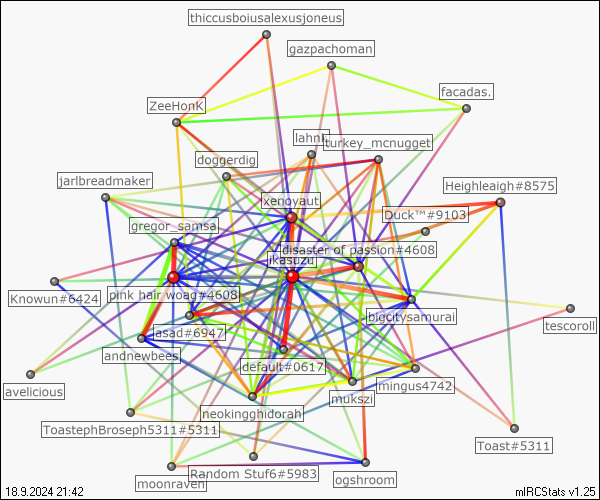 thiccusboiusalexusjoneus
gazpachoman
facadas.
ZeeHonK
lahnk
turkey_mcnugget
doggerdig
jarlbreadmaker
Heighleigh#8575
xenoyaut
Duck™#9103
gregor_samsa
disaster of passion#4608
ikasuzu
Knowun#6424
pink hair woag#4608
bigcitysamurai
tescoroll
asad#6947
andnewbees
default#0617
mingus4742
avelicious
mukszi
neokingghidorah
ToastephBroseph5311#5311
Toast#5311
Random Stuf6#5983
ogshroom
moonraven
18.9.2024 21:42
mIRCStats v1.25